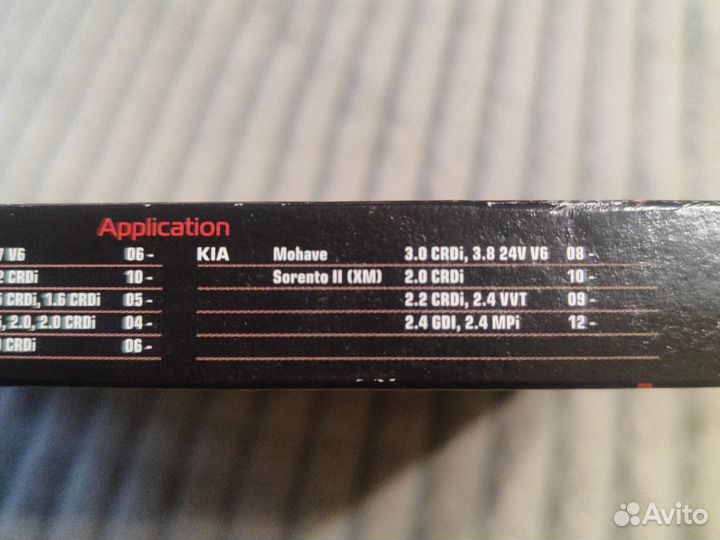 Application
7 V6 06-
2 CRDi 10-
5 CRDi, 1.6 CRDi 05-
i, 2.0, 2.0 CRDi 04-
CRDi 06-
KIA Mohave 3.0 CRDi, 3.8 24V V6 08-
Sorento II (XM) 2.0 CRDi 10-
2.2 CRDi, 2.4 VVT 09-
2.4 GDI, 2.4 MPi 12-
Avito